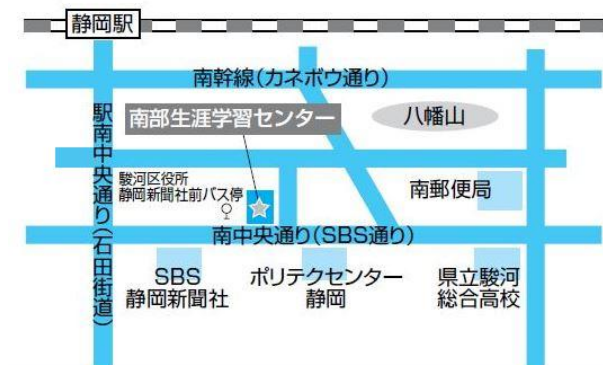 静岡駅
南幹線(カネボウ通り)
駅南中央通り(石田街道)
南部生涯学習センター
八幡山
駿河区役所
静岡新聞社前バス停
南郵便局
南中央通り(SBS通り)
SBS
静岡新聞社
ポリテクセンター
静岡
県立駿河
総合高校